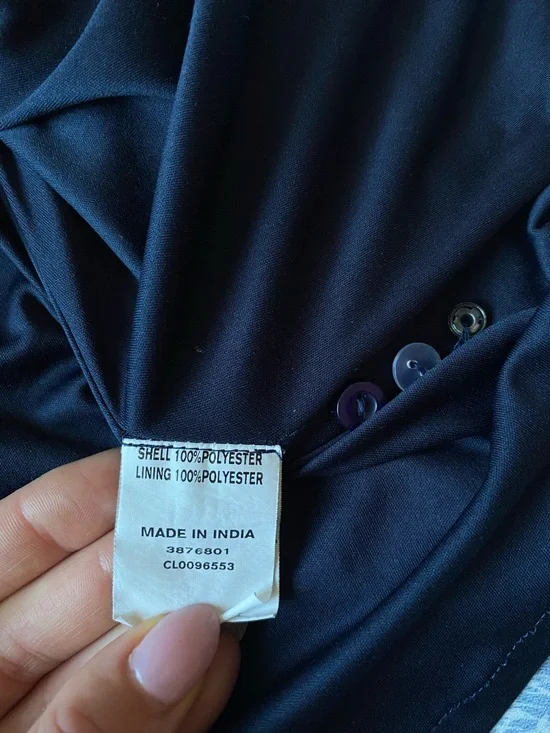 SHELL 100%POLYESTER
LINING 100%POLYESTER
MADE IN INDIA
3876801
CL0096553